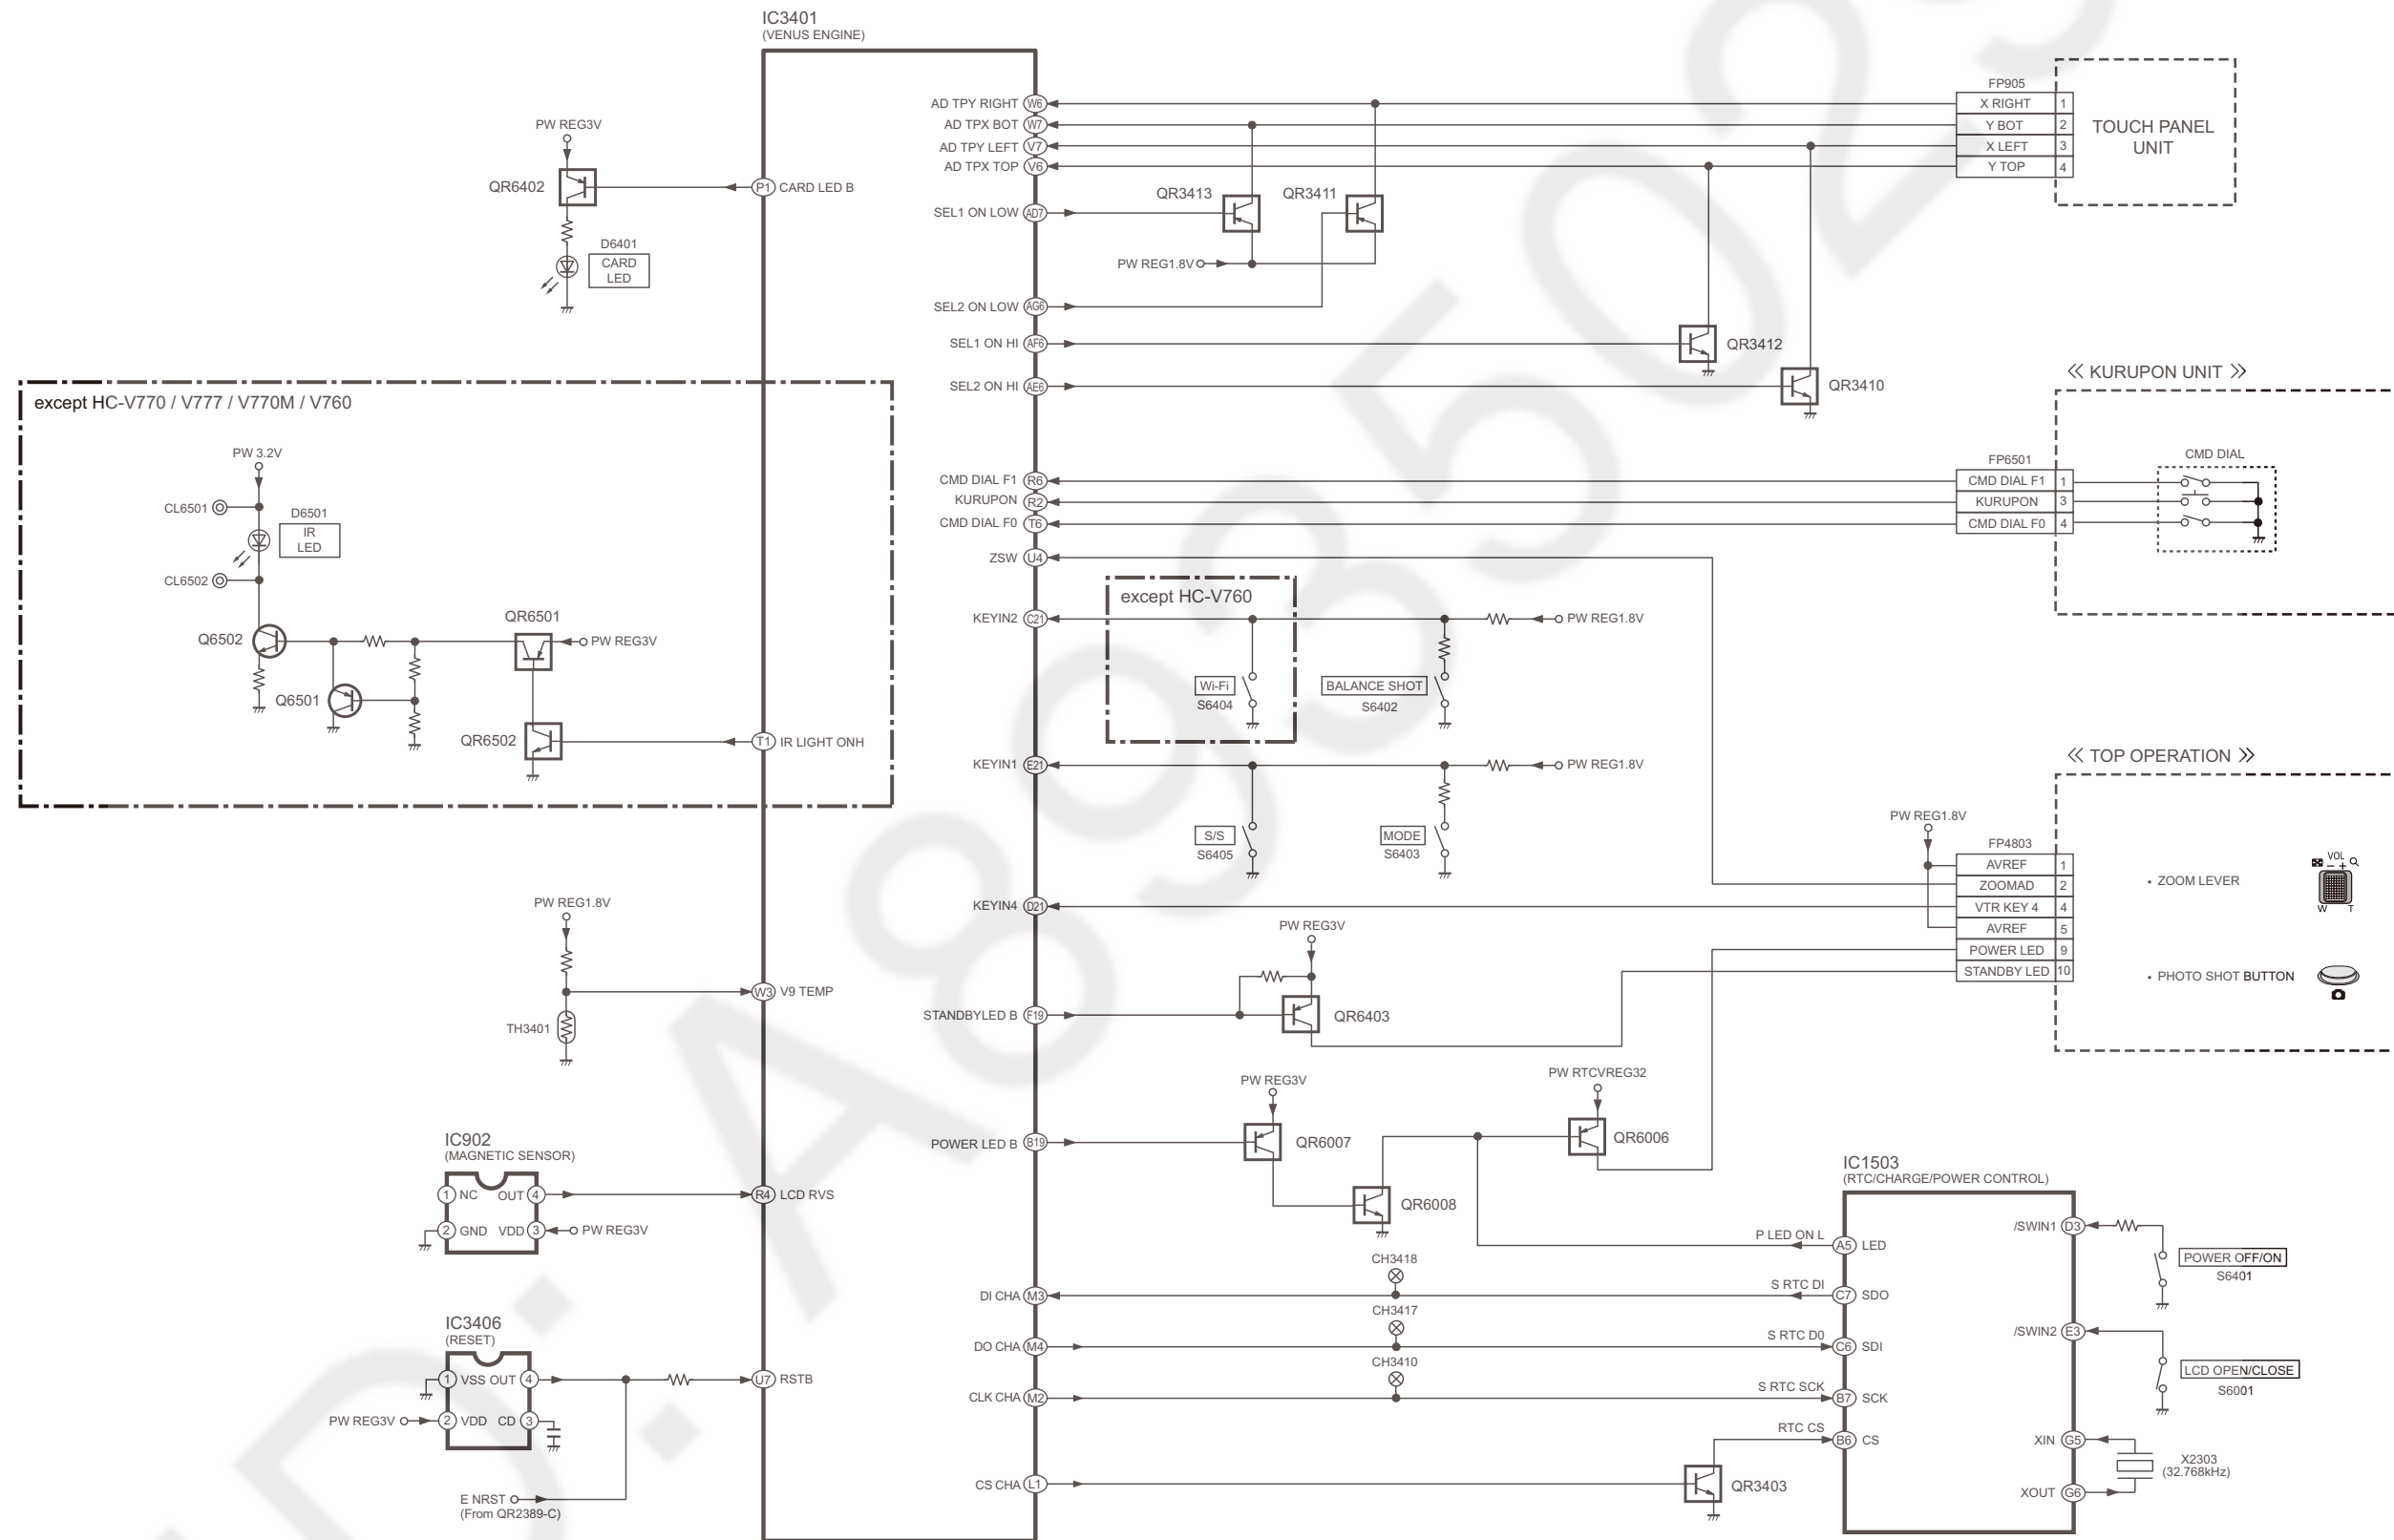 IC3401
(VENUS ENGINE)
AD TPY RIGHT W6
AD TPX BOT W7
AD TPY LEFT V7
AD TPX TOP V6
FP905
X RIGHT 1
Y BOT 2
X LEFT 3
Y TOP 4
TOUCH PANEL
UNIT
PW REG3V
QR6402
P1 CARD LED B
D6401
CARD
LED
SEL1 ON LOW AD7
QR3413
QR3411
PW REG1.8V
SEL2 ON LOW AG6
SEL1 ON HI AF6
QR3412
SEL2 ON HI AE6
QR3410
except HC-V770 / V777 / V770M / V760
PW 3.2V
CL6501
D6501
IR
LED
CL6502
QR6501
Q6502
PW REG3V
Q6501
QR6502
T1 IR LIGHT ONH
<< KURUPON UNIT >>
CMD DIAL F1 R6
KURUPON R2
CMD DIAL F0 T6
FP6501
CMD DIAL F1 1
KURUPON 3
CMD DIAL F0 4
CMD DIAL
ZSW U4
except HC-V760
KEYIN2 C21
PW REG1.8V
Wi-Fi
S6404
BALANCE SHOT
S6402
KEYIN1 E21
PW REG1.8V
S/S
S6405
MODE
S6403
<< TOP OPERATION >>
PW REG1.8V
FP4803
AVREF 1
ZOOMAD 2
VTR KEY 4 4
AVREF 5
POWER LED 9
STANDBY LED 10
• ZOOM LEVER
VOL
− +
W T
• PHOTO SHOT BUTTON
KEYIN4 D21
PW REG1.8V
W3 V9 TEMP
TH3401
PW REG3V
STANDBYLED B F19
QR6403
PW REG3V
PW RTCVREG32
POWER LED B B19
QR6007
QR6006
QR6008
IC902
(MAGNETIC SENSOR)
1 NC OUT 4
2 GND VDD 3
PW REG3V
R4 LCD RVS
IC3406
(RESET)
1 VSS OUT 4
PW REG3V 2 VDD CD 3
U7 RSTB
E NRST
(From QR2389-C)
IC1503
(RTC/CHARGE/POWER CONTROL)
P LED ON L A5 LED
DI CHA M3
CH3418
S RTC DI C7 SDO
DO CHA M4
CH3417
S RTC D0 C6 SDI
CLK CHA M2
CH3410
S RTC SCK B7 SCK
RTC CS B6 CS
CS CHA L1
QR3403
/SWIN1 D3
POWER OFF/ON
S6401
/SWIN2 E3
LCD OPEN/CLOSE
S6001
XIN G5
X2303
(32.768kHz)
XOUT G6